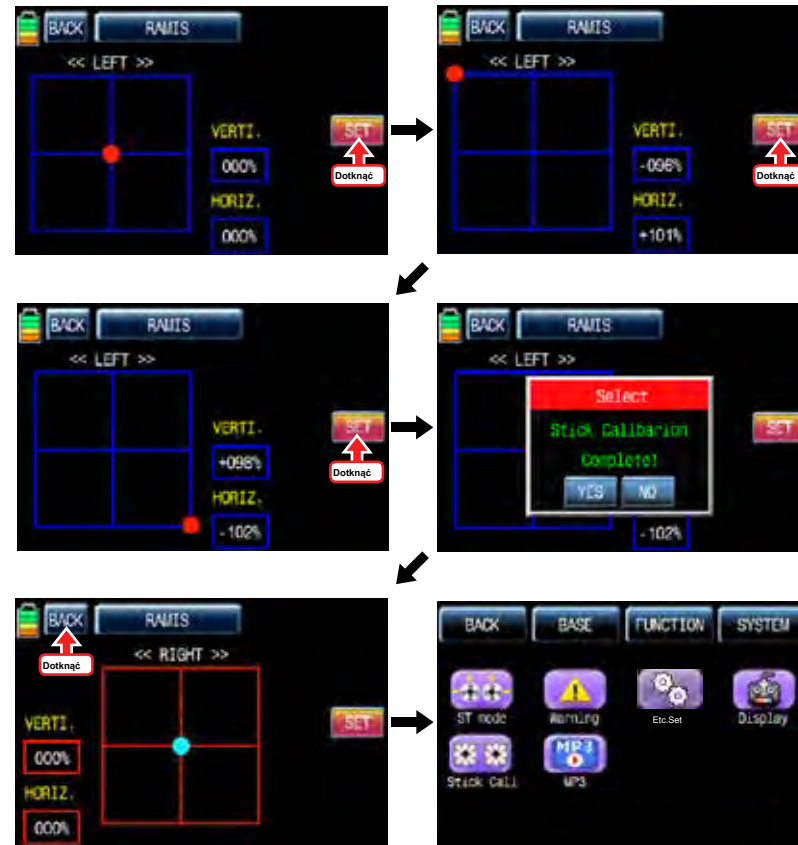 BACK RAMIS
<< LEFT >>
VERTI.
000%
HORIZ.
000%
SET
Dotknąć
BACK RAMIS
<< LEFT >>
VERTI.
-096%
HORIZ.
+101%
SET
Dotknąć
BACK RAMIS
<< LEFT >>
VERTI.
+098%
HORIZ.
-102%
SET
Dotknąć
BACK RAMIS
<< LEFT >>
Select
Stick Calibarion
Complete!
YES NO
-102%
SET
BACK RAMIS
Dotknąć
<< RIGHT >>
VERTI.
000%
HORIZ.
000%
SET
BACK BASE FUNCTION SYSTEM
ST mode Warning Etc.Set Display
MP3
Stick Cali MP3